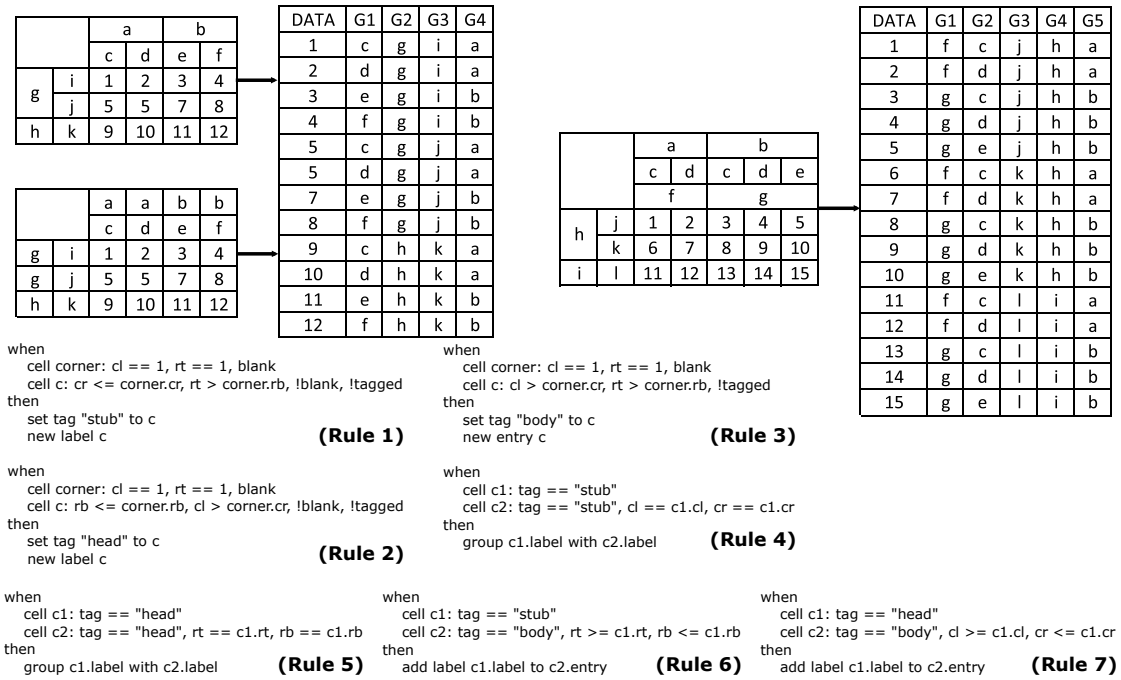 a b
c d e f
g i 1 2 3 4
j 5 5 7 8
h k 9 10 11 12
a a b b
c d e f
g i 1 2 3 4
g j 5 5 7 8
h k 9 10 11 12
DATA G1 G2 G3 G4
1 c g i a
2 d g i a
3 e g i b
4 f g i b
5 c g j a
5 d g j a
7 e g j b
8 f g j b
9 c h k a
10 d h k a
11 e h k b
12 f h k b
a b
c d c d e
f g
h j 1 2 3 4 5
k 6 7 8 9 10
i l 11 12 13 14 15
DATA G1 G2 G3 G4 G5
1 f c j h a
2 f d j h a
3 g c j h b
4 g d j h b
5 g e j h b
6 f c k h a
7 f d k h a
8 g c k h b
9 g d k h b
10 g e k h b
11 f c l i a
12 f d l i a
13 g c l i b
14 g d l i b
15 g e l i b
when
cell corner: cl == 1, rt == 1, blank
cell c: cr <= corner.cr, rt > corner.rb, !blank, !tagged
then
set tag "stub" to c
new label c (Rule 1)
when
cell corner: cl == 1, rt == 1, blank
cell c: rb <= corner.rb, cl > corner.cr, !blank, !tagged
then
set tag "head" to c
new label c (Rule 2)
when
cell corner: cl == 1, rt == 1, blank
cell c: cl > corner.cr, rt > corner.rb, !tagged
then
set tag "body" to c
new entry c (Rule 3)
when
cell c1: tag == "stub"
cell c2: tag == "stub", cl == c1.cl, cr == c1.cr
then
group c1.label with c2.label (Rule 4)
when
cell c1: tag == "head"
cell c2: tag == "head", rt == c1.rt, rb == c1.rb
then
group c1.label with c2.label (Rule 5)
when
cell c1: tag == "stub"
cell c2: tag == "body", rt >= c1.rt, rb <= c1.rb
then
add label c1.label to c2.entry (Rule 6)
when
cell c1: tag == "head"
cell c2: tag == "body", cl >= c1.cl, cr <= c1.cr
then
add label c1.label to c2.entry (Rule 7)